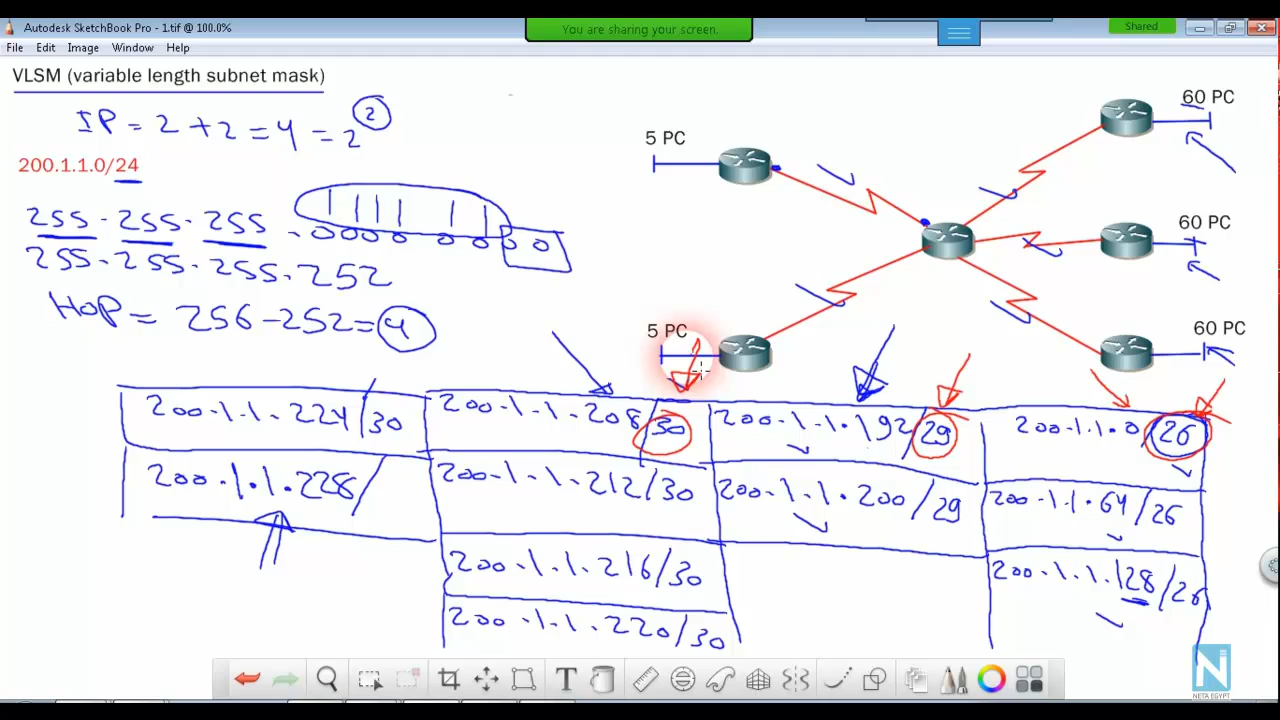 Autodesk SketchBook Pro - 1.tif @ 100.0%
You are sharing your screen.
Shared
File Edit Image Window Help
VLSM (variable length subnet mask)
IP = 2 + 2 = 4 = 2^2
200.1.1.0/24
255.255.255.00000000
255.255.255.252
HOP = 256-252=4
60 PC
5 PC
60 PC
5 PC
60 PC
200.1.1.224/30 200.1.1.208/30 200.1.1.192/29 200.1.1.0/26
200.1.1.228/ 200.1.1.212/30 200.1.1.200/29 200.1.1.64/26
200.1.1.216/30 200.1.1.128/26
200.1.1.220/30
N
NETA EGYPT